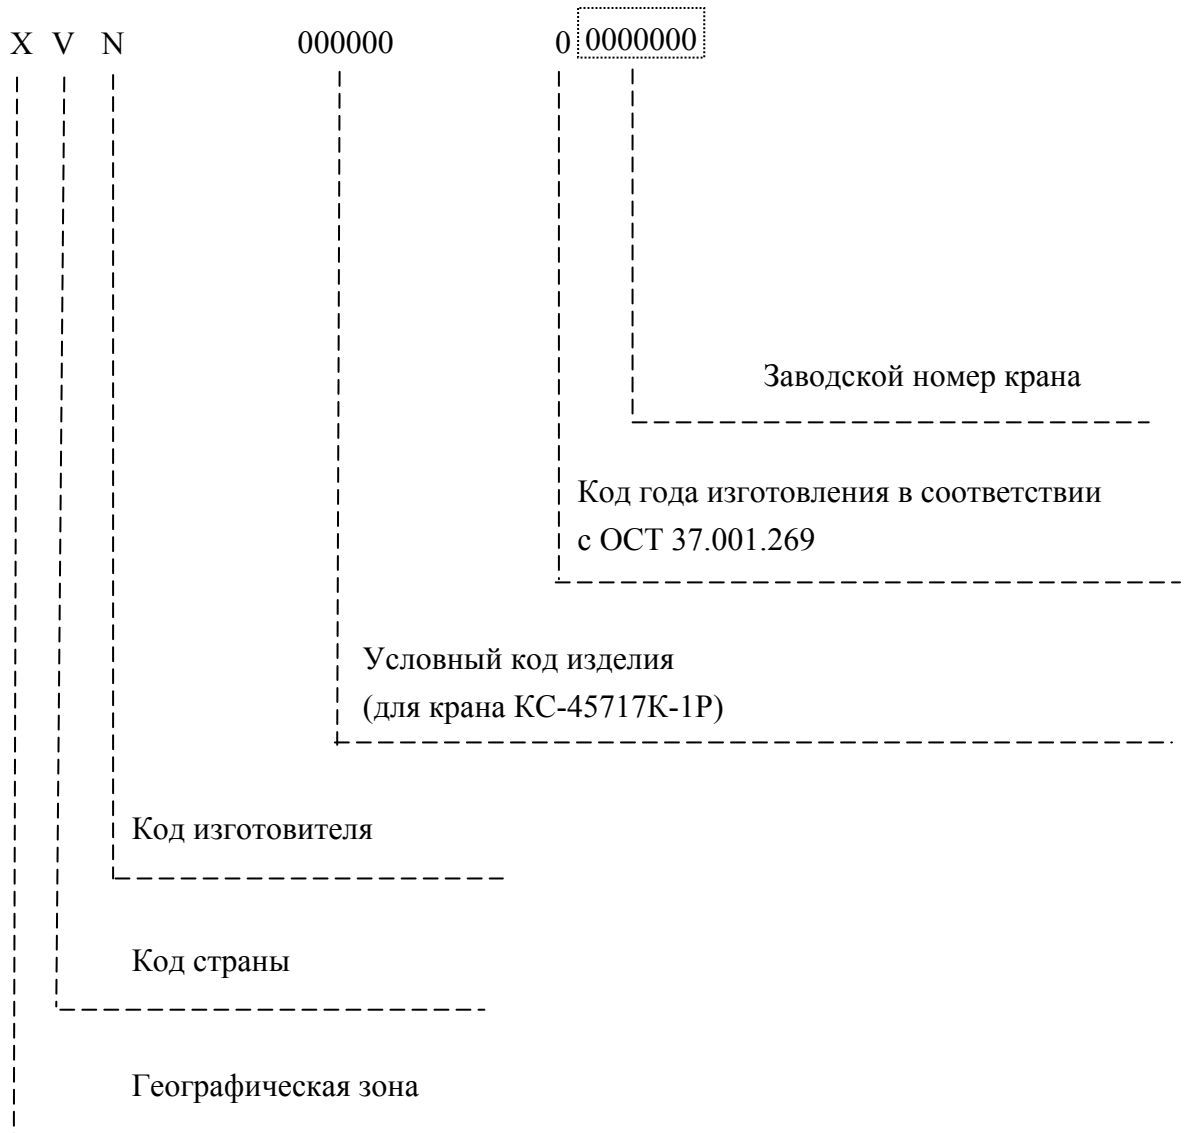 X V N 000000 0 0000000
Заводской номер крана
Код года изготовления в соответствии
с ОСТ 37.001.269
Условный код изделия
(для крана КС-45717К-1Р)
Код изготовителя
Код страны
Географическая зона